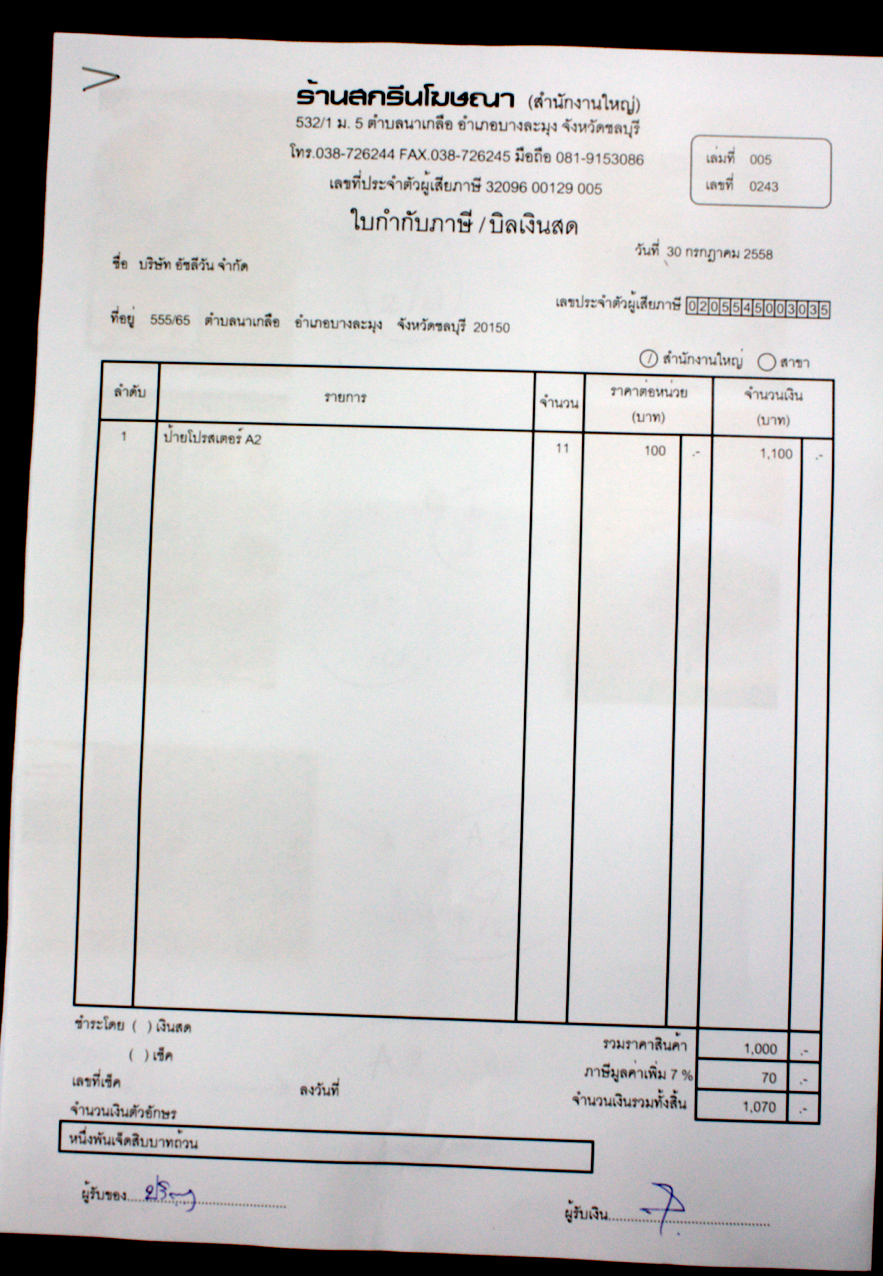 ร้านสกรีนโฆษณา (สำนักงานใหญ่)
532/1 ม. 5 ตำบลนาเกลือ อำเภอบางละมุง จังหวัดชลบุรี
โทร.038-726244 FAX.038-726245 มือถือ 081-9153086
เลขที่ประจำตัวผู้เสียภาษี 32096 00129 005
เล่มที่ 005
เลขที่ 0243
ใบกำกับภาษี / บิลเงินสด
วันที่ 30 กรกฎาคม 2558
ชื่อ บริษัท อัชลีวัน จำกัด
เลขประจำตัวผู้เสียภาษี 0205545003035
ที่อยู่ 555/65 ตำบลนาเกลือ อำเภอบางละมุง จังหวัดชลบุรี 20150
(/) สำนักงานใหญ่ ◯ สาขา
ลำดับ รายการ จำนวน ราคาต่อหน่วย (บาท) จำนวนเงิน (บาท)
1 ป้ายโปรสเตอร์ A2 11 100 .- 1,100 .-
ชำระโดย ( ) เงินสด
รวมราคาสินค้า 1,000 .-
( ) เช็ค
ภาษีมูลค่าเพิ่ม 7 % 70 .-
เลขที่เช็ค ลงวันที่
จำนวนเงินรวมทั้งสิ้น 1,070 .-
จำนวนเงินตัวอักษร
หนึ่งพันเจ็ดสิบบาทถ้วน
ผู้รับของ
ผู้รับเงิน